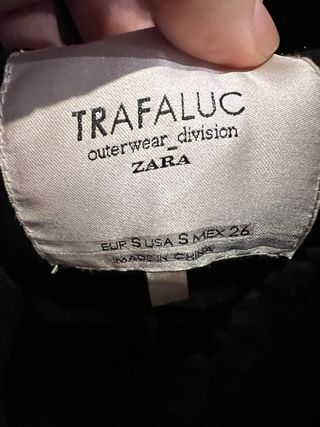 TRAFALUC
outerwear_division
ZARA
EUR S USA S MEX 26
MADE IN CHINA